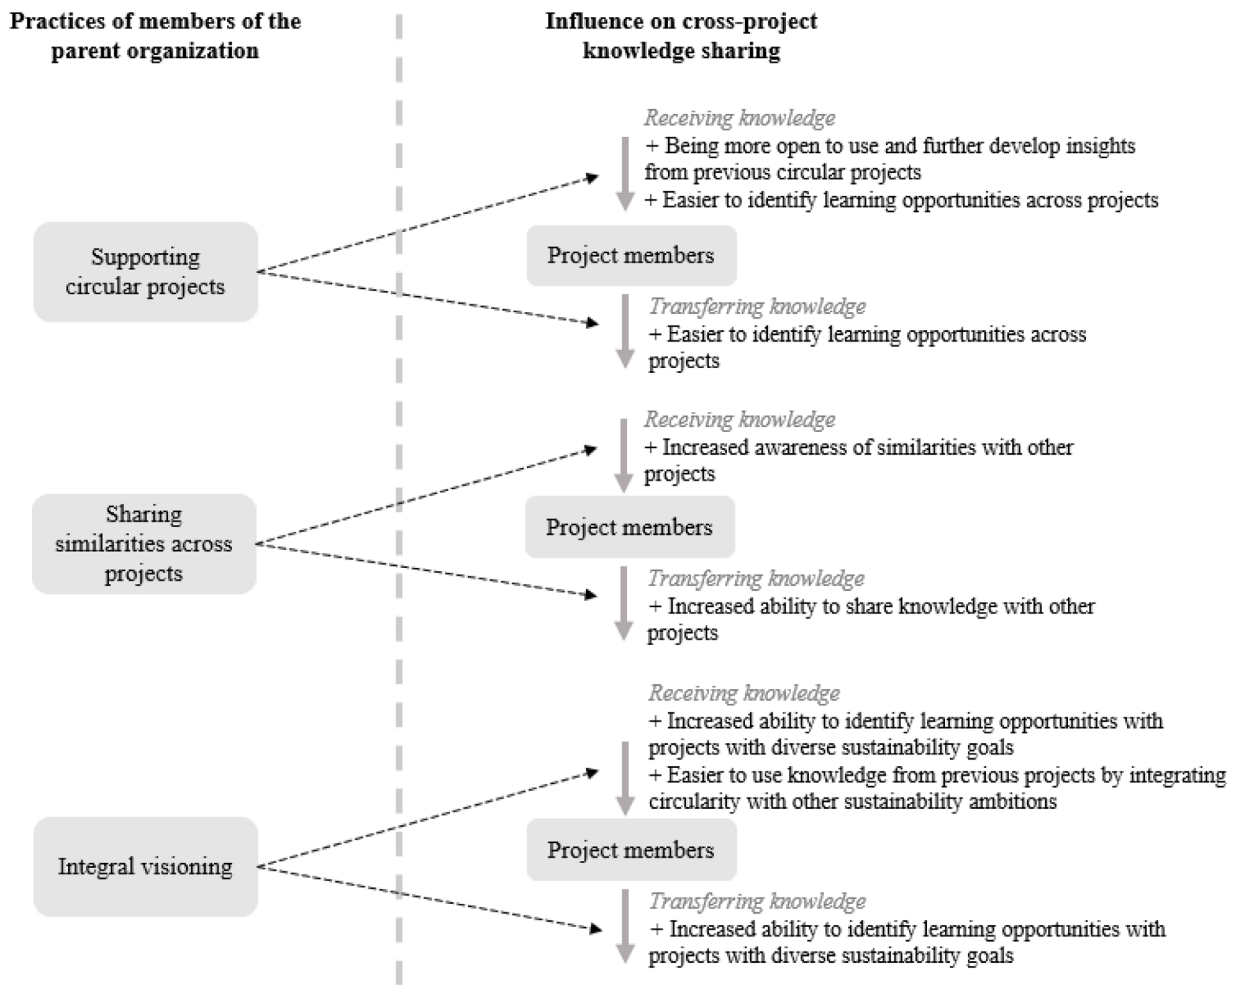 Practices of members of the
parent organization
Influence on cross-project
knowledge sharing
Supporting
circular projects
Receiving knowledge
+ Being more open to use and further develop insights
from previous circular projects
+ Easier to identify learning opportunities across projects
Project members
Transferring knowledge
+ Easier to identify learning opportunities across
projects
Sharing
similarities across
projects
Receiving knowledge
+ Increased awareness of similarities with other
projects
Project members
Transferring knowledge
+ Increased ability to share knowledge with other
projects
Integral visioning
Receiving knowledge
+ Increased ability to identify learning opportunities with
projects with diverse sustainability goals
+ Easier to use knowledge from previous projects by integrating
circularity with other sustainability ambitions
Project members
Transferring knowledge
+ Increased ability to identify learning opportunities with
projects with diverse sustainability goals